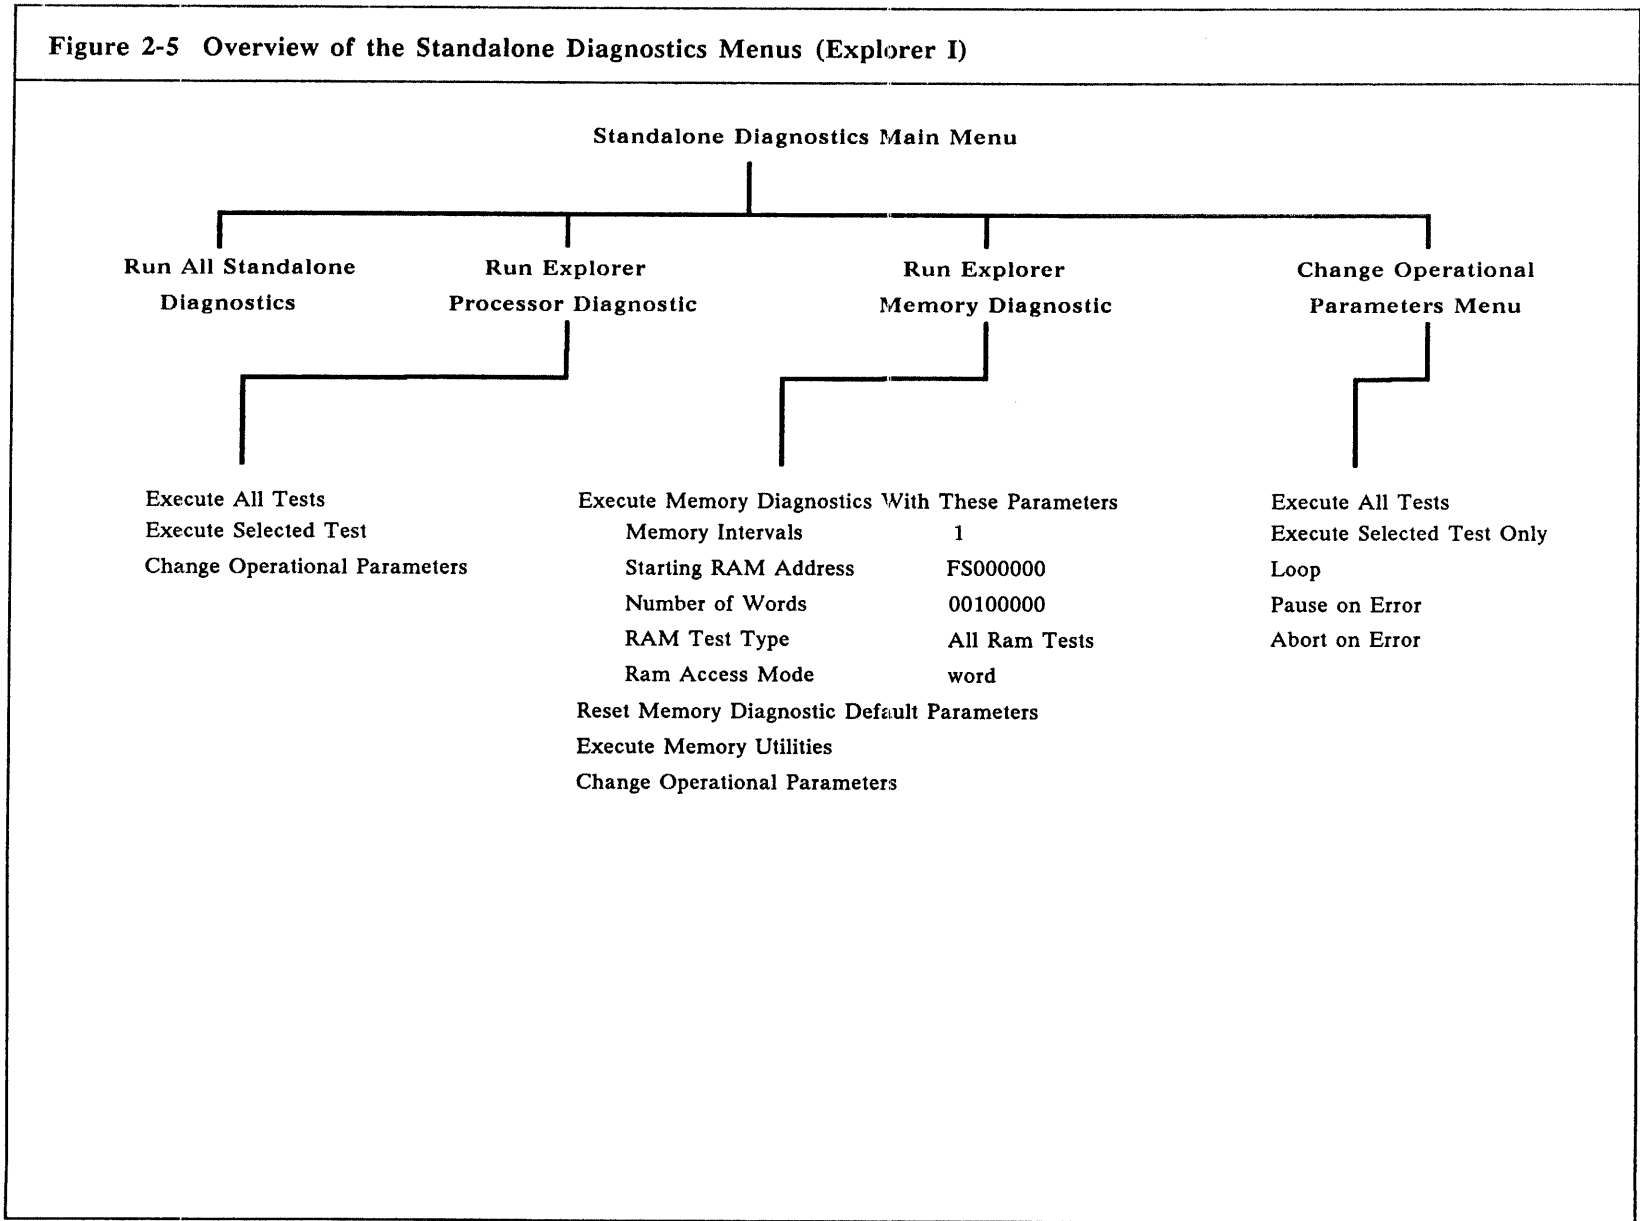 Figure 2-5 Overview of the Standalone Diagnostics Menus (Explorer I)
Standalone Diagnostics Main Menu
Run All Standalone
Diagnostics
Run Explorer
Processor Diagnostic
Run Explorer
Memory Diagnostic
Change Operational
Parameters Menu
Execute All Tests
Execute Selected Test
Change Operational Parameters
Execute Memory Diagnostics With These Parameters
Memory Intervals 1
Starting RAM Address FS000000
Number of Words 00100000
RAM Test Type All Ram Tests
Ram Access Mode word
Reset Memory Diagnostic Default Parameters
Execute Memory Utilities
Change Operational Parameters
Execute All Tests
Execute Selected Test Only
Loop
Pause on Error
Abort on Error